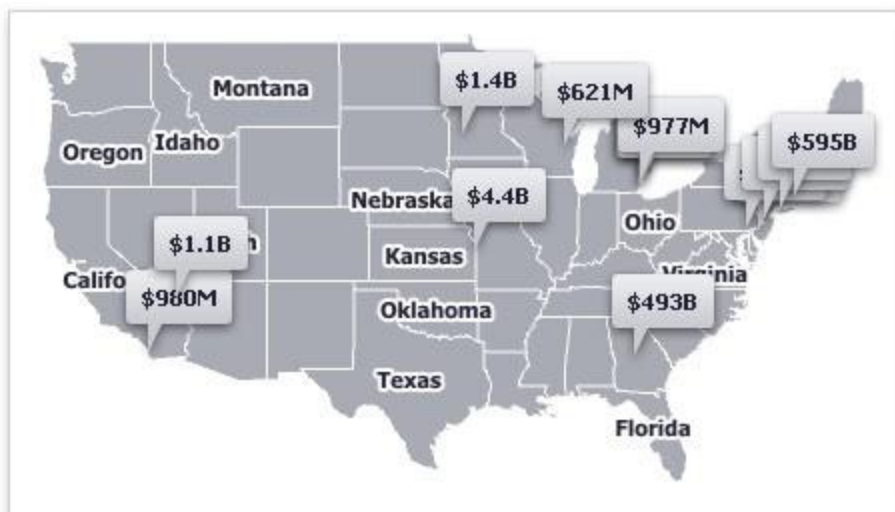 $1.4B
$621M
Montana
$977M
Oregon
Idaho
$595B
Nebraska
$4.4B
Ohio
$1.1B
Kansas
Virginia
Califo
$980M
$493B
Oklahoma
Texas
Florida